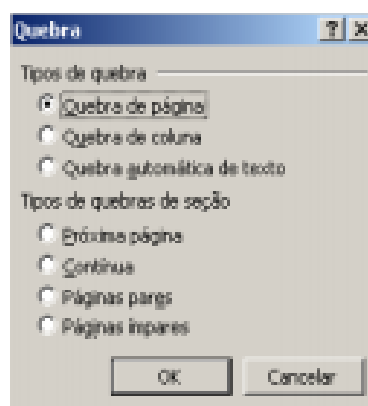 Quebra
Tipos de quebra
Quebra de página
Quebra de coluna
Quebra automática de texto
Tipos de quebras de seção
Próxima página
Contínua
Páginas pares
Páginas ímpares
OK Cancelar